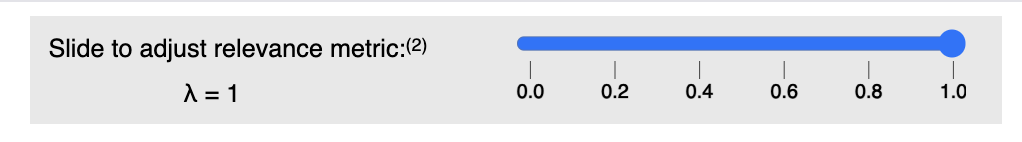 Slide to adjust relevance metric:(2)
λ = 1
0.0 0.2 0.4 0.6 0.8 1.0